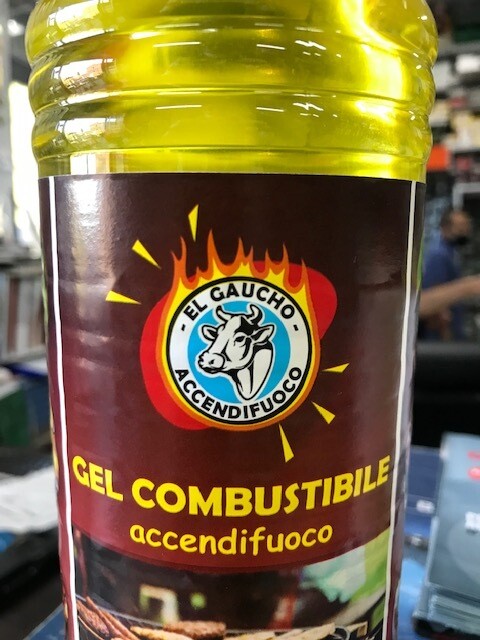 - EL GAUCHO -
ACCENDIFUOCO
GEL COMBUSTIBILE
accendifuoco